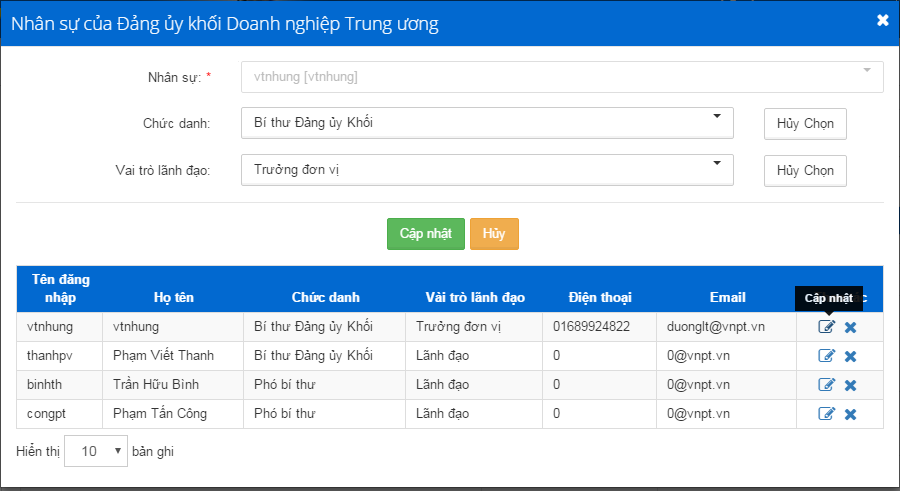 Nhân sự của Đảng ủy khối Doanh nghiệp Trung ương ×
Nhân sự: * vtnhung [vtnhung]
Chức danh: Bí thư Đảng ủy Khối Hủy Chọn
Vai trò lãnh đạo: Trưởng đơn vị Hủy Chọn
Cập nhật Hủy
Tên đăng nhập Họ tên Chức danh Vài trò lãnh đạo Điện thoại Email Cập nhật
vtnhung vtnhung Bí thư Đảng ủy Khối Trưởng đơn vị 01689924822 duonglt@vnpt.vn
thanhpv Phạm Viết Thanh Bí thư Đảng ủy Khối Lãnh đạo 0 0@vnpt.vn
binhth Trần Hữu Bình Phó bí thư Lãnh đạo 0 0@vnpt.vn
congpt Phạm Tấn Công Phó bí thư Lãnh đạo 0 0@vnpt.vn
Hiển thị 10 bản ghi